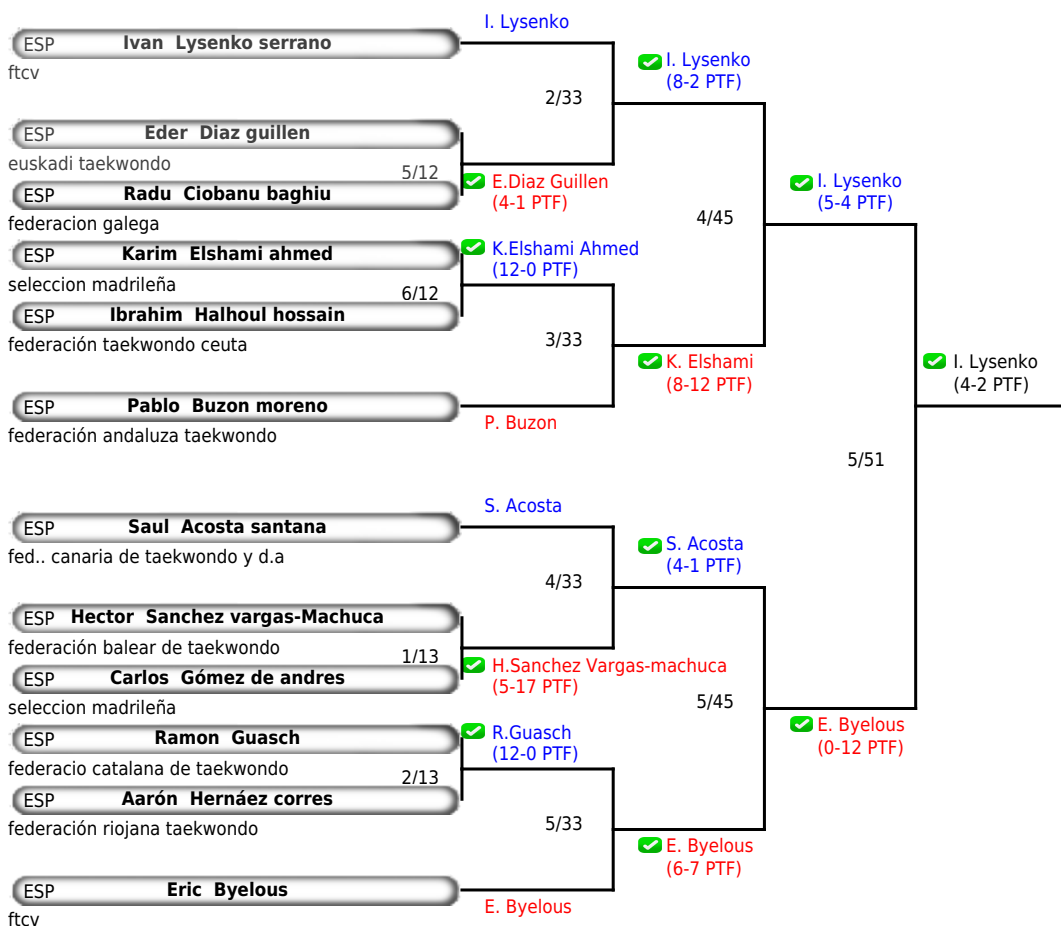 I. Lysenko
ESP Ivan Lysenko serrano
ftcv
I. Lysenko
(8-2 PTF)
2/33
ESP Eder Diaz guillen
euskadi taekwondo
5/12
E.Diaz Guillen
(4-1 PTF)
ESP Radu Ciobanu baghiu
federacion galega
I. Lysenko
(5-4 PTF)
4/45
ESP Karim Elshami ahmed
seleccion madrileña
K.Elshami Ahmed
(12-0 PTF)
6/12
ESP Ibrahim Halhoul hossain
federación taekwondo ceuta
3/33
K. Elshami
(8-12 PTF)
I. Lysenko
(4-2 PTF)
ESP Pablo Buzon moreno
federación andaluza taekwondo
P. Buzon
5/51
S. Acosta
ESP Saul Acosta santana
fed.. canaria de taekwondo y d.a
S. Acosta
(4-1 PTF)
4/33
ESP Hector Sanchez vargas-Machuca
federación balear de taekwondo
1/13
H.Sanchez Vargas-machuca
(5-17 PTF)
ESP Carlos Gómez de andres
seleccion madrileña
5/45
ESP Ramon Guasch
federacio catalana de taekwondo
R.Guasch
(12-0 PTF)
E. Byelous
(0-12 PTF)
2/13
ESP Aarón Hernáez corres
federación riojana taekwondo
5/33
E. Byelous
(6-7 PTF)
ESP Eric Byelous
ftcv
E. Byelous